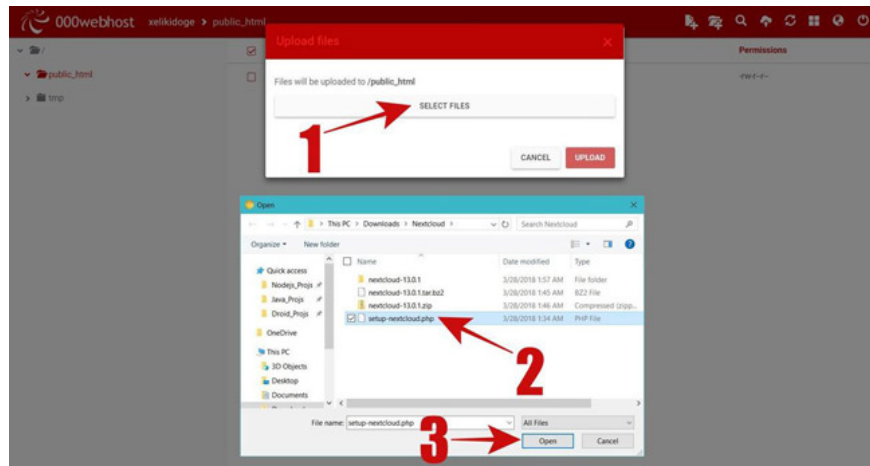 000webhost xelikidoge > public_html
Upload files
/
Permissions
public_html
Files will be uploaded to /public_html
tmp
SELECT FILES
1
CANCEL UPLOAD
Open
This PC > Downloads > Nextcloud > Search Nextcloud
Organize New folder
Name Date modified Type
Quick access
nextcloud-13.0.1 3/28/2018 1:57 AM File folder
Nodejs_Projs
nextcloud-13.0.1.tar.bz2 3/28/2018 1:45 AM BZ2 File
Java_Projs
nextcloud-13.0.1.zip 3/28/2018 1:46 AM Compressed (zipp...
Droid_Projs
setup-nextcloud.php 3/28/2018 1:34 AM PHP File
OneDrive
2
This PC
3D Objects
Desktop
Documents
File name: setup-nextcloud.php All Files
3
Open Cancel